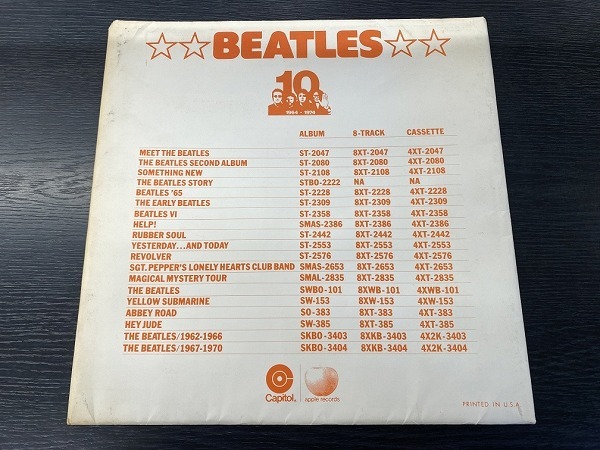 ☆☆BEATLES☆☆
10
1964 - 1974
ALBUM 8-TRACK CASSETTE
MEET THE BEATLES ST-2047 8XT-2047 4XT-2047
THE BEATLES SECOND ALBUM ST-2080 8XT-2080 4XT-2080
SOMETHING NEW ST-2108 8XT-2108 4XT-2108
THE BEATLES STORY STBO-2222 NA NA
BEATLES '65 ST-2228 8XT-2228 4XT-2228
THE EARLY BEATLES ST-2309 8XT-2309 4XT-2309
BEATLES VI ST-2358 8XT-2358 4XT-2358
HELP! SMAS-2386 8XT-2386 4XT-2386
RUBBER SOUL ST-2442 8XT-2442 4XT-2442
YESTERDAY...AND TODAY ST-2553 8XT-2553 4XT-2553
REVOLVER ST-2576 8XT-2576 4XT-2576
SGT. PEPPER'S LONELY HEARTS CLUB BAND SMAS-2653 8XT-2653 4XT-2653
MAGICAL MYSTERY TOUR SMAL-2835 8XT-2835 4XT-2835
THE BEATLES SWBO-101 8XWB-101 4XWB-101
YELLOW SUBMARINE SW-153 8XW-153 4XW-153
ABBEY ROAD SO-383 8XT-383 4XT-383
HEY JUDE SW-385 8XT-385 4XT-385
THE BEATLES/1962-1966 SKBO-3403 8XKB-3403 4X2K-3403
THE BEATLES/1967-1970 SKBO-3404 8XKB-3404 4X2K-3404
Capitol® apple records
PRINTED IN U.S.A.